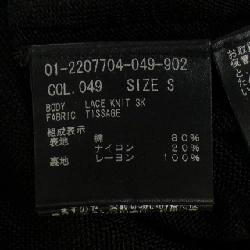 01-2207704-049-902
COL. 049 SIZE S
BODY LACE KNIT SK
FABRIC TISSAGE
組成表示
表地 綿 80%
ナイロン 20%
裏地 レーヨン 100%